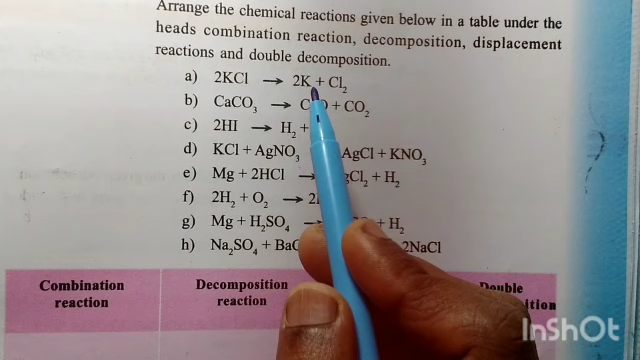 Arrange the chemical reactions given below in a table under the
heads combination reaction, decomposition, displacement
reactions and double decomposition.
a) 2KCl → 2K + Cl₂
b) CaCO₃ → + CO₂
c) 2HI → H₂ +
d) KCl + AgNO₃ AgCl + KNO₃
e) Mg + 2HCl → gCl₂ + H₂
f) 2H₂ + O₂ → 2
g) Mg + H₂SO₄ → + H₂
h) Na₂SO₄ + Ba 2NaCl
Combination
reaction
Decomposition
reaction
Double
ition
InShOt